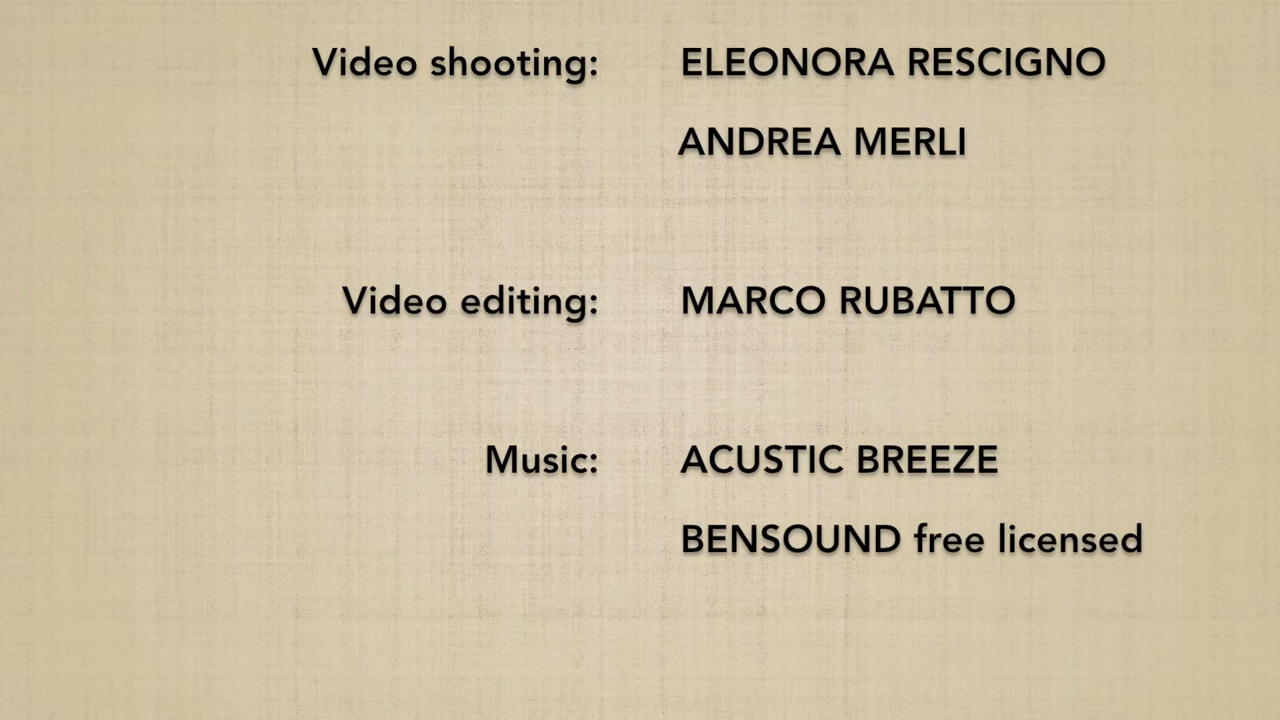 Video shooting: ELEONORA RESCIGNO
ANDREA MERLI
Video editing: MARCO RUBATTO
Music: ACUSTIC BREEZE
BENSOUND free licensed